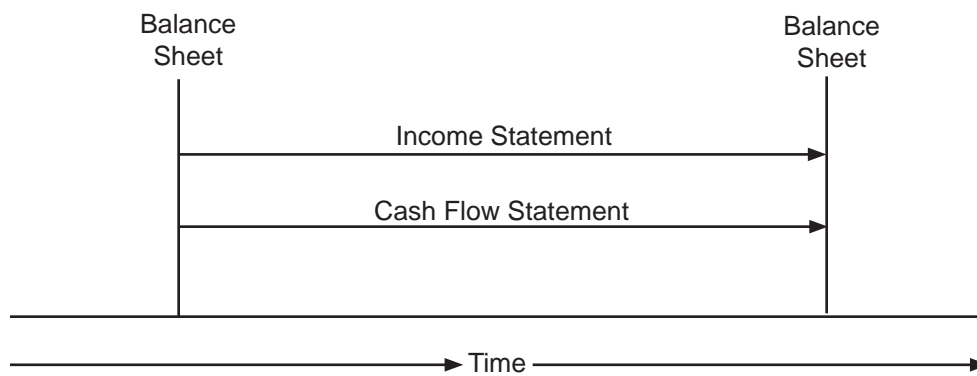 Balance
Sheet
Balance
Sheet
Income Statement
Cash Flow Statement
Time